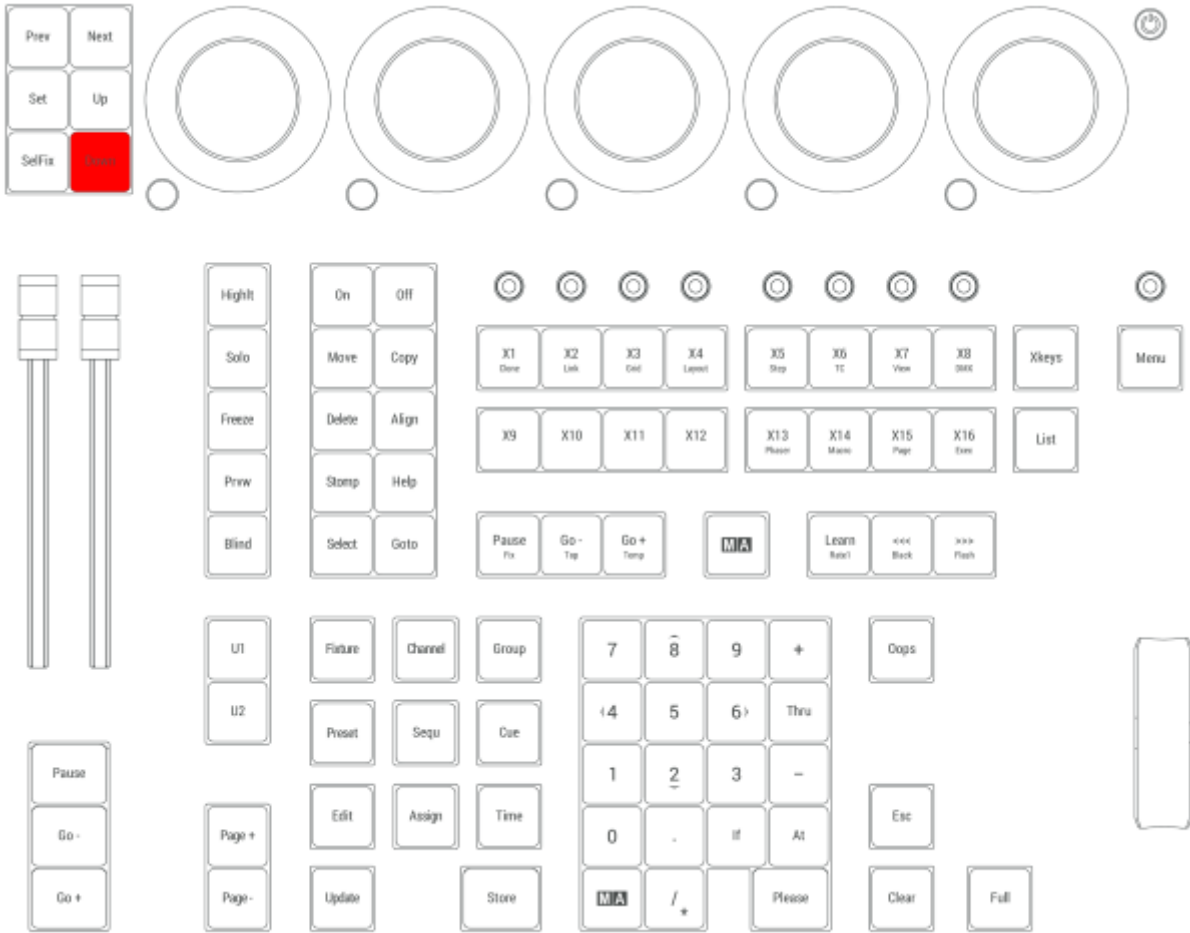 Prev Next
Set Up
SelFix
Highlt On Off
Solo Move Copy X1 X2 X3 X4 X5 X6 X7 X8 Xkeys Menu
Clone Link Grid Layout Step TC View DMX
Freeze Delete Align X9 X10 X11 X12 X13 X14 X15 X16 List
Phaser Macro Page Exec
Prvw Stomp Help
Blind Select Goto Pause Go - Go + MA Learn <<< >>>
Fix Top Temp Rate1 Black Flash
U1 Fixture Channel Group 7 8 9 + Oops
U2 Preset Sequ Cue 4 5 6 Thru
Pause 1 2 3 -
Go - Page + Edit Assign Time 0 . If At Esc
Go + Page - Update Store MA / * Please Clear Full